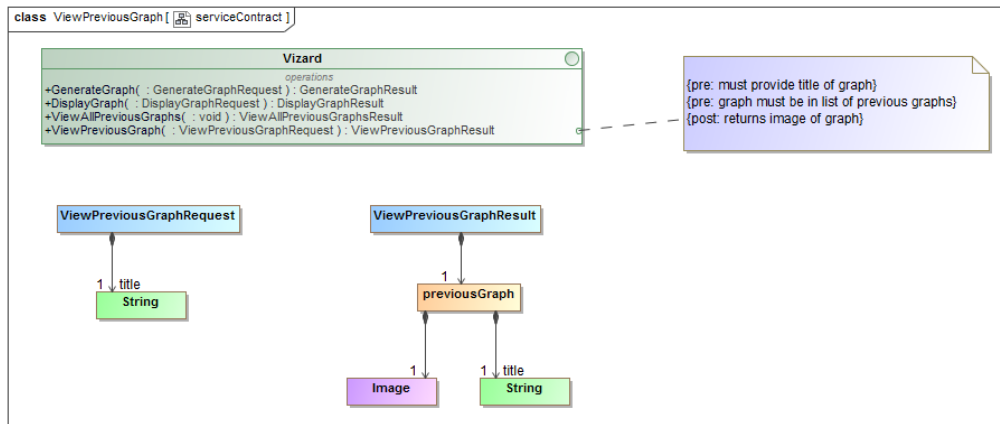 class ViewPreviousGraph [ serviceContract ]
Vizard
operations
+GenerateGraph( : GenerateGraphRequest ) : GenerateGraphResult
+DisplayGraph( : DisplayGraphRequest ) : DisplayGraphResult
+ViewAllPreviousGraphs( : void ) : ViewAllPreviousGraphsResult
+ViewPreviousGraph( : ViewPreviousGraphRequest ) : ViewPreviousGraphResult
{pre: must provide title of graph}
{pre: graph must be in list of previous graphs}
{post: returns image of graph}
ViewPreviousGraphRequest
1 title
String
ViewPreviousGraphResult
1
previousGraph
1
Image
1 title
String